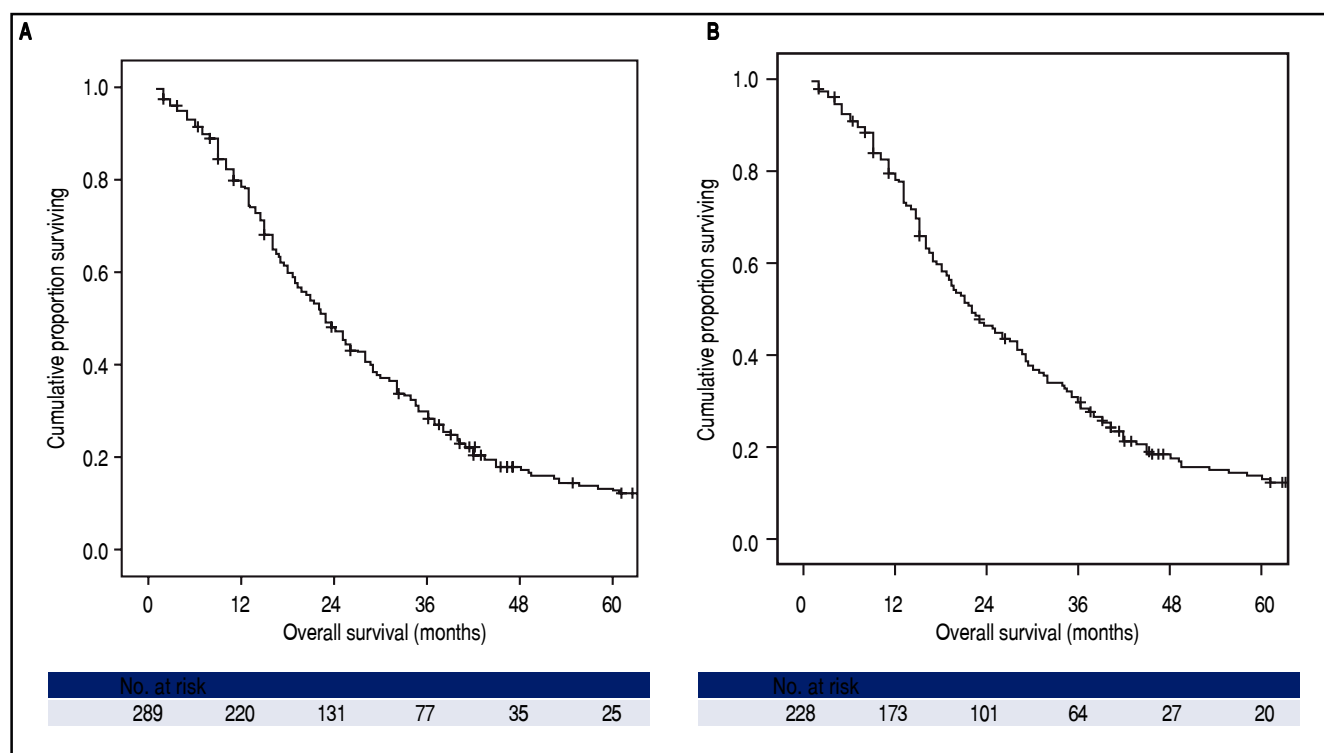 A
Cumulative proportion surviving
1.0
0.8
0.6
0.4
0.2
0.0
0 12 24 36 48 60
Overall survival (months)
No. at risk
289 220 131 77 35 25
B
Cumulative proportion surviving
1.0
0.8
0.6
0.4
0.2
0.0
0 12 24 36 48 60
Overall survival (months)
No. at risk
228 173 101 64 27 20